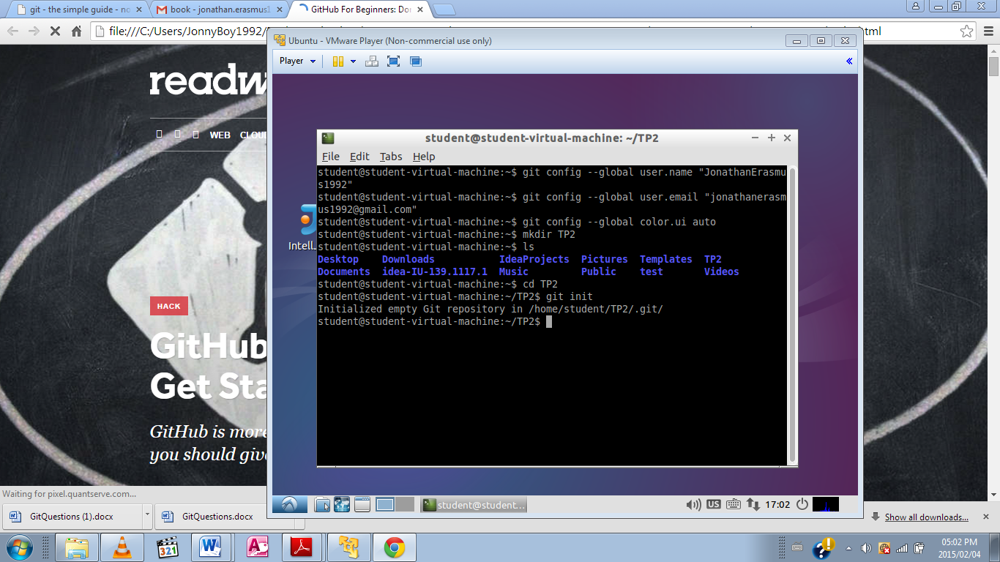 git - the simple guide - no
book - jonathan.erasmus1
GitHub For Beginners: Do
file:///C:/Users/JonnyBoy1992/
html
Ubuntu - VMware Player (Non-commercial use only)
Player
readw
WEB CLOU
HACK
GitHub
Get Sta
GitHub is more
you should give
Intell...
student@student-virtual-machine: ~/TP2
File Edit Tabs Help
student@student-virtual-machine:~$ git config --global user.name "JonathanErasmu
s1992"
student@student-virtual-machine:~$ git config --global user.email "jonathanerasm
us1992@gmail.com"
student@student-virtual-machine:~$ git config --global color.ui auto
student@student-virtual-machine:~$ mkdir TP2
student@student-virtual-machine:~$ ls
Desktop Downloads IdeaProjects Pictures Templates TP2
Documents idea-IU-139.1117.1 Music Public test Videos
student@student-virtual-machine:~$ cd TP2
student@student-virtual-machine:~/TP2$ git init
Initialized empty Git repository in /home/student/TP2/.git/
student@student-virtual-machine:~/TP2$
student@student...
US
17:02
Waiting for pixel.quantserve.com...
GitQuestions (1).docx
GitQuestions.docx
Show all downloads...
321
05:02 PM
2015/02/04